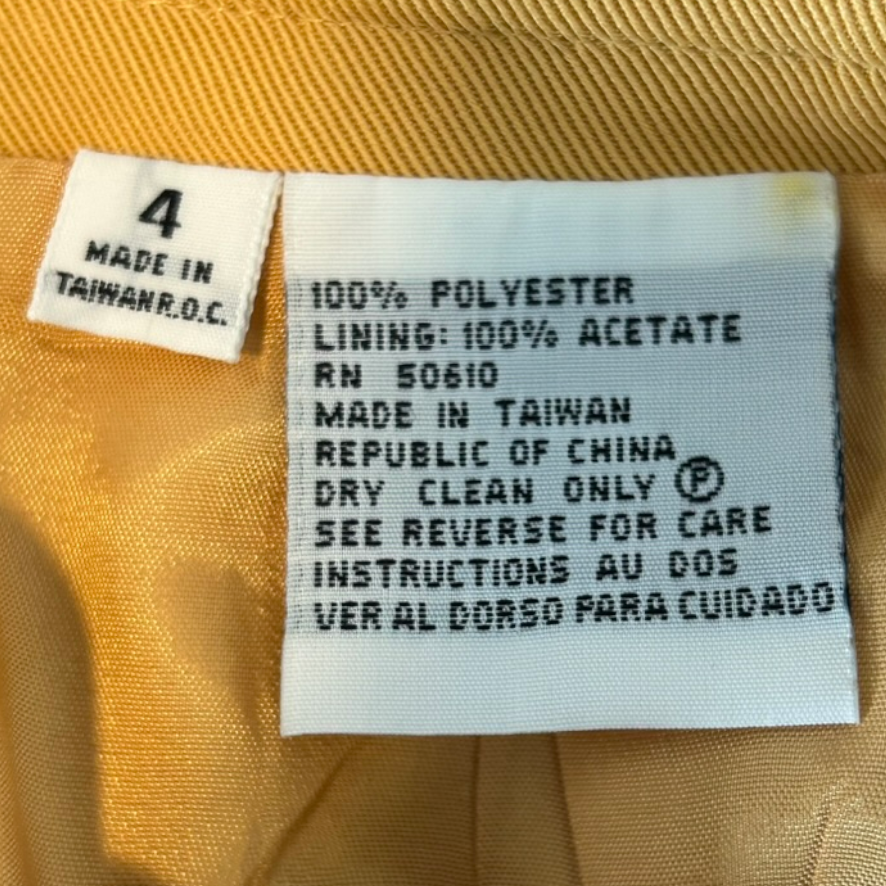 4
MADE IN
TAIWAN R.O.C.
100% POLYESTER
LINING: 100% ACETATE
RN 50610
MADE IN TAIWAN
REPUBLIC OF CHINA
DRY CLEAN ONLY Ⓟ
SEE REVERSE FOR CARE
INSTRUCTIONS AU DOS
VER AL DORSO PARA CUIDADO